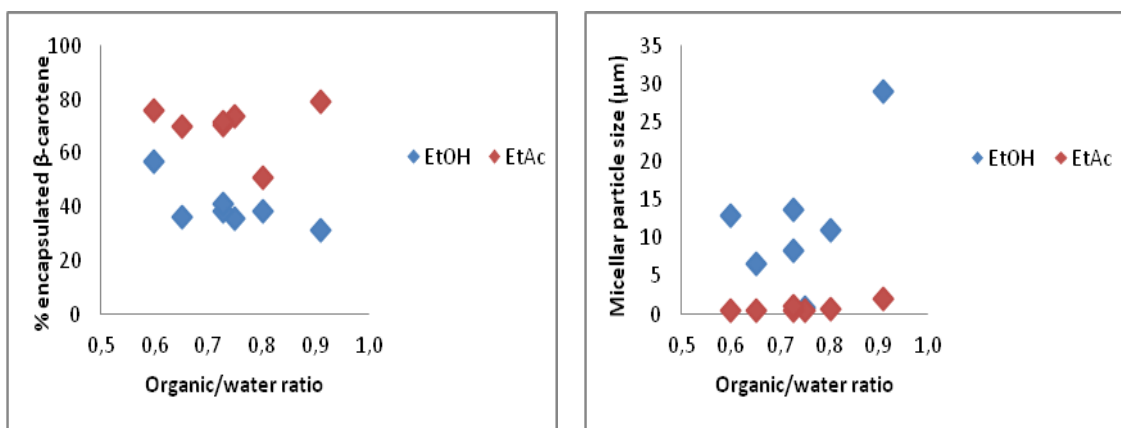 % encapsulated β-carotene
100
80
60
40
20
0
0,5 0,6 0,7 0,8 0,9 1,0
Organic/water ratio
EtOH EtAc
Micellar particle size (µm)
35
30
25
20
15
10
5
0
0,5 0,6 0,7 0,8 0,9 1,0
Organic/water ratio
EtOH EtAc